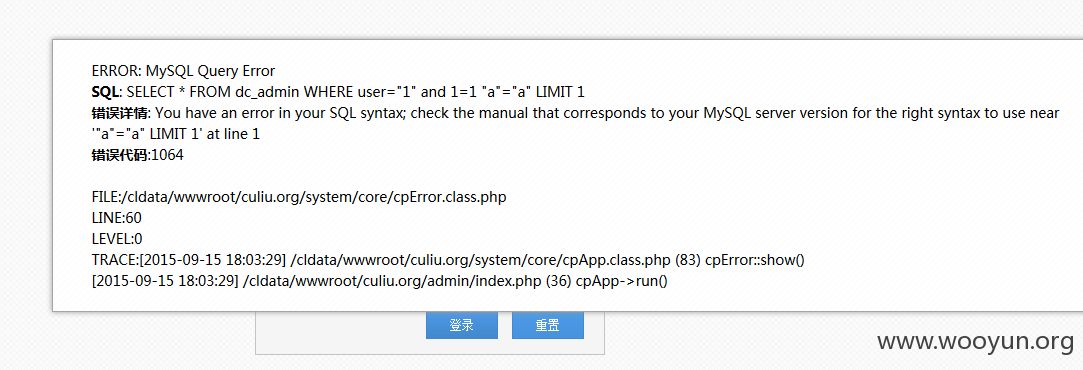 ERROR: MySQL Query Error
SQL: SELECT * FROM dc_admin WHERE user="1" and 1=1 "a"="a" LIMIT 1
错误详情: You have an error in your SQL syntax; check the manual that corresponds to your MySQL server version for the right syntax to use near
'"a"="a" LIMIT 1' at line 1
错误代码:1064
FILE:/cldata/wwwroot/culiu.org/system/core/cpError.class.php
LINE:60
LEVEL:0
TRACE:[2015-09-15 18:03:29] /cldata/wwwroot/culiu.org/system/core/cpApp.class.php (83) cpError::show()
[2015-09-15 18:03:29] /cldata/wwwroot/culiu.org/admin/index.php (36) cpApp->run()
登录 重置
www.wooyun.org